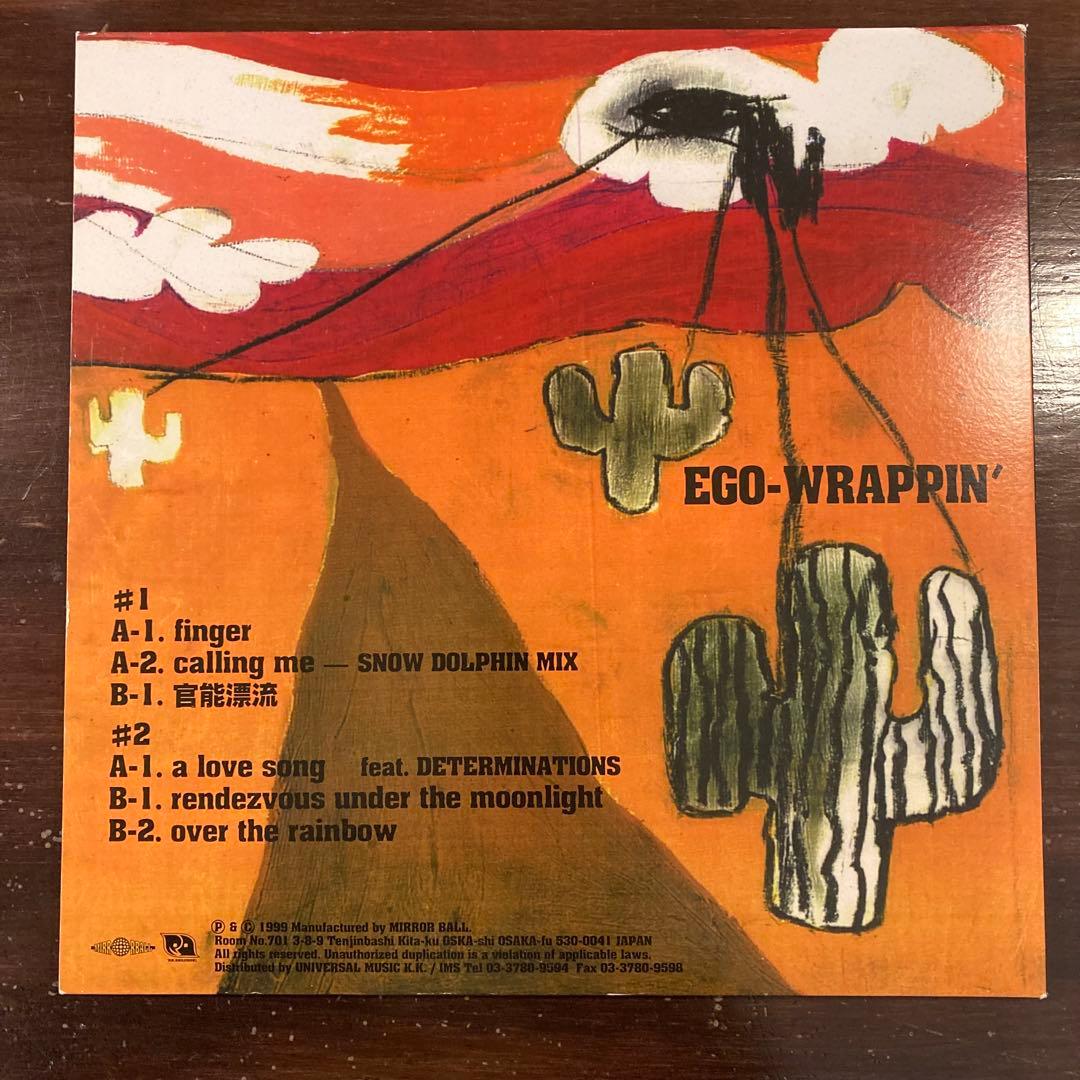 EGO-WRAPPIN′
#1
A-1. finger
A-2. calling me — SNOW DOLPHIN MIX
B-1. 官能漂流
#2
A-1. a love song feat. DETERMINATIONS
B-1. rendezvous under the moonlight
B-2. over the rainbow
Ⓟ & Ⓒ 1999 Manufactured by MIRROR BALL.
Room No.701 3-8-9 Tenjinbashi Kita-ku OSKA-shi OSAKA-fu 530-0041 JAPAN
All rights reserved. Unauthorized duplication is a violation of applicable laws.
Distributed by UNIVERSAL MUSIC K.K. / IMS Tel 03-3780-9594 Fax 03-3780-9598
MIRRORBALL